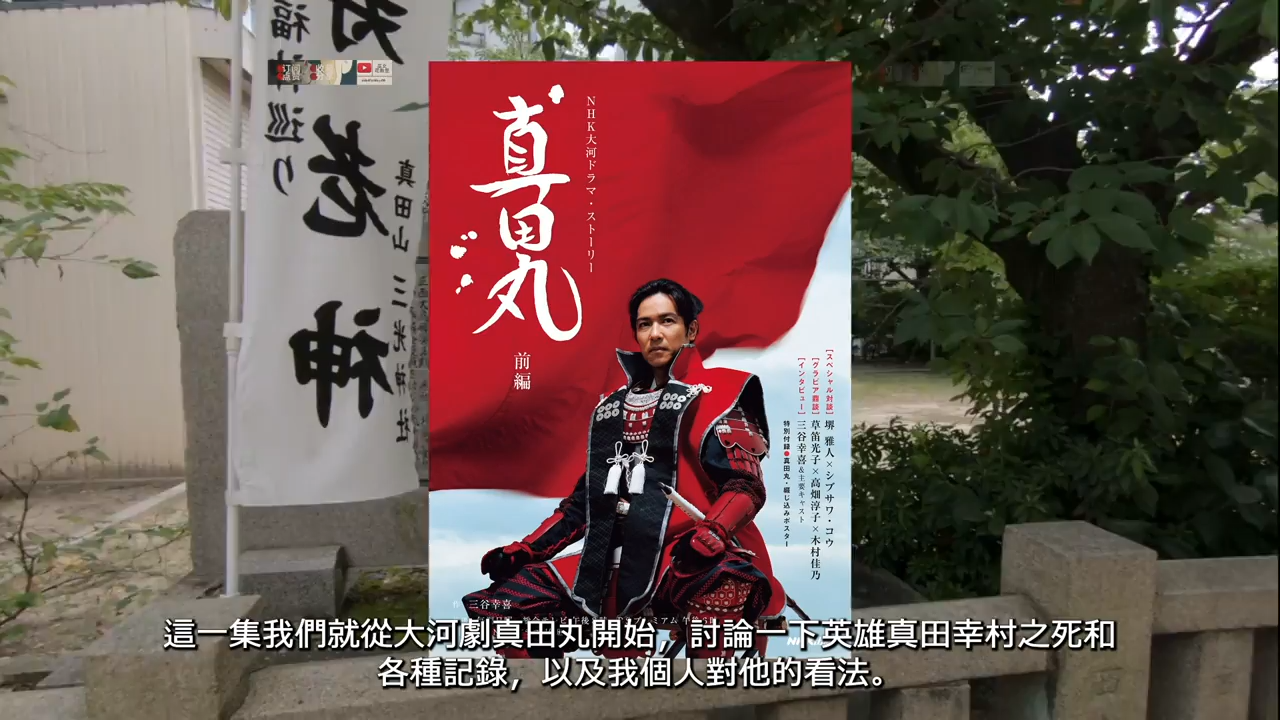 福神巡り
寿老神
真田山 三光神社
真田丸
NHK大河ドラマ・ストーリー
前編
[スペシャル対談] 堺 雅人×シブサワ・コウ
[グラビア鼎談] 草笛光子×高畑淳子×木村佳乃
[インタビュー] 三谷幸喜&主要キャスト
特別付録●真田丸・綴じ込みポスター
作 三谷幸喜
這一集我們就從大河劇真田丸開始，討論一下英雄真田幸村之死和
各種記錄，以及我個人對他的看法。